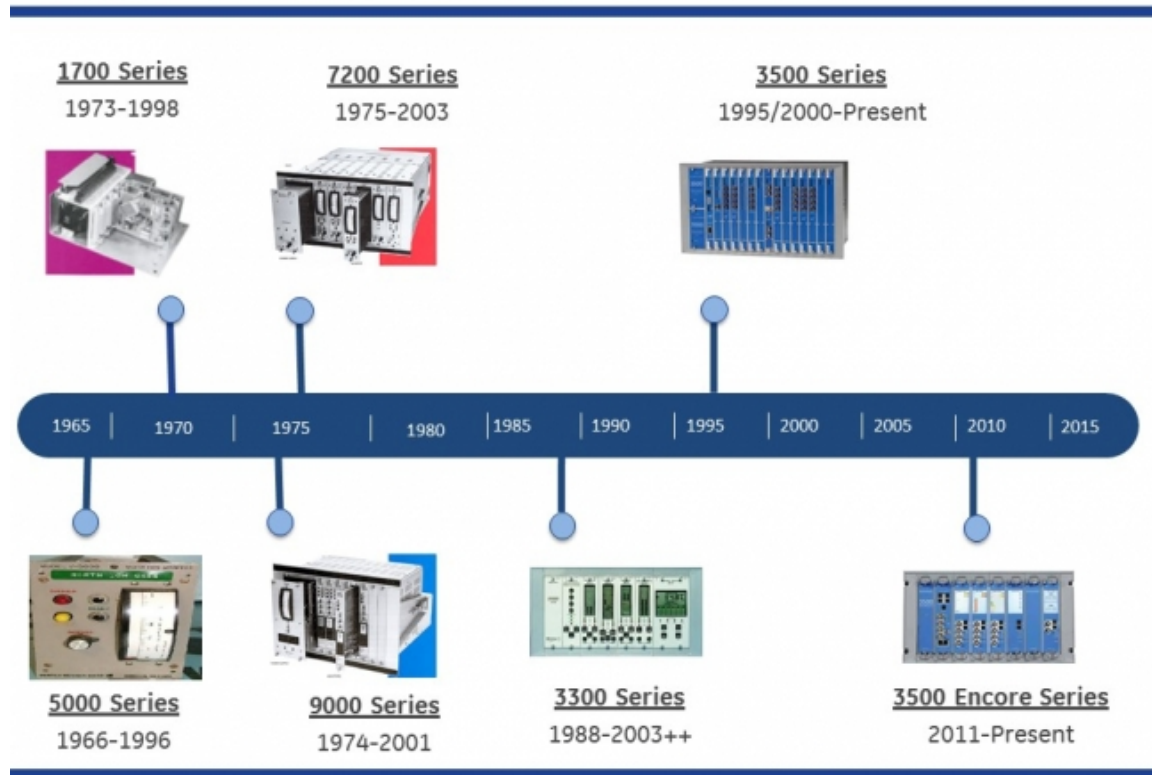 1700 Series
1973-1998
7200 Series
1975-2003
3500 Series
1995/2000-Present
1965
1970
1975
1980
1985
1990
1995
2000
2005
2010
2015
5000 Series
1966-1996
9000 Series
1974-2001
3300 Series
1988-2003++
3500 Encore Series
2011-Present